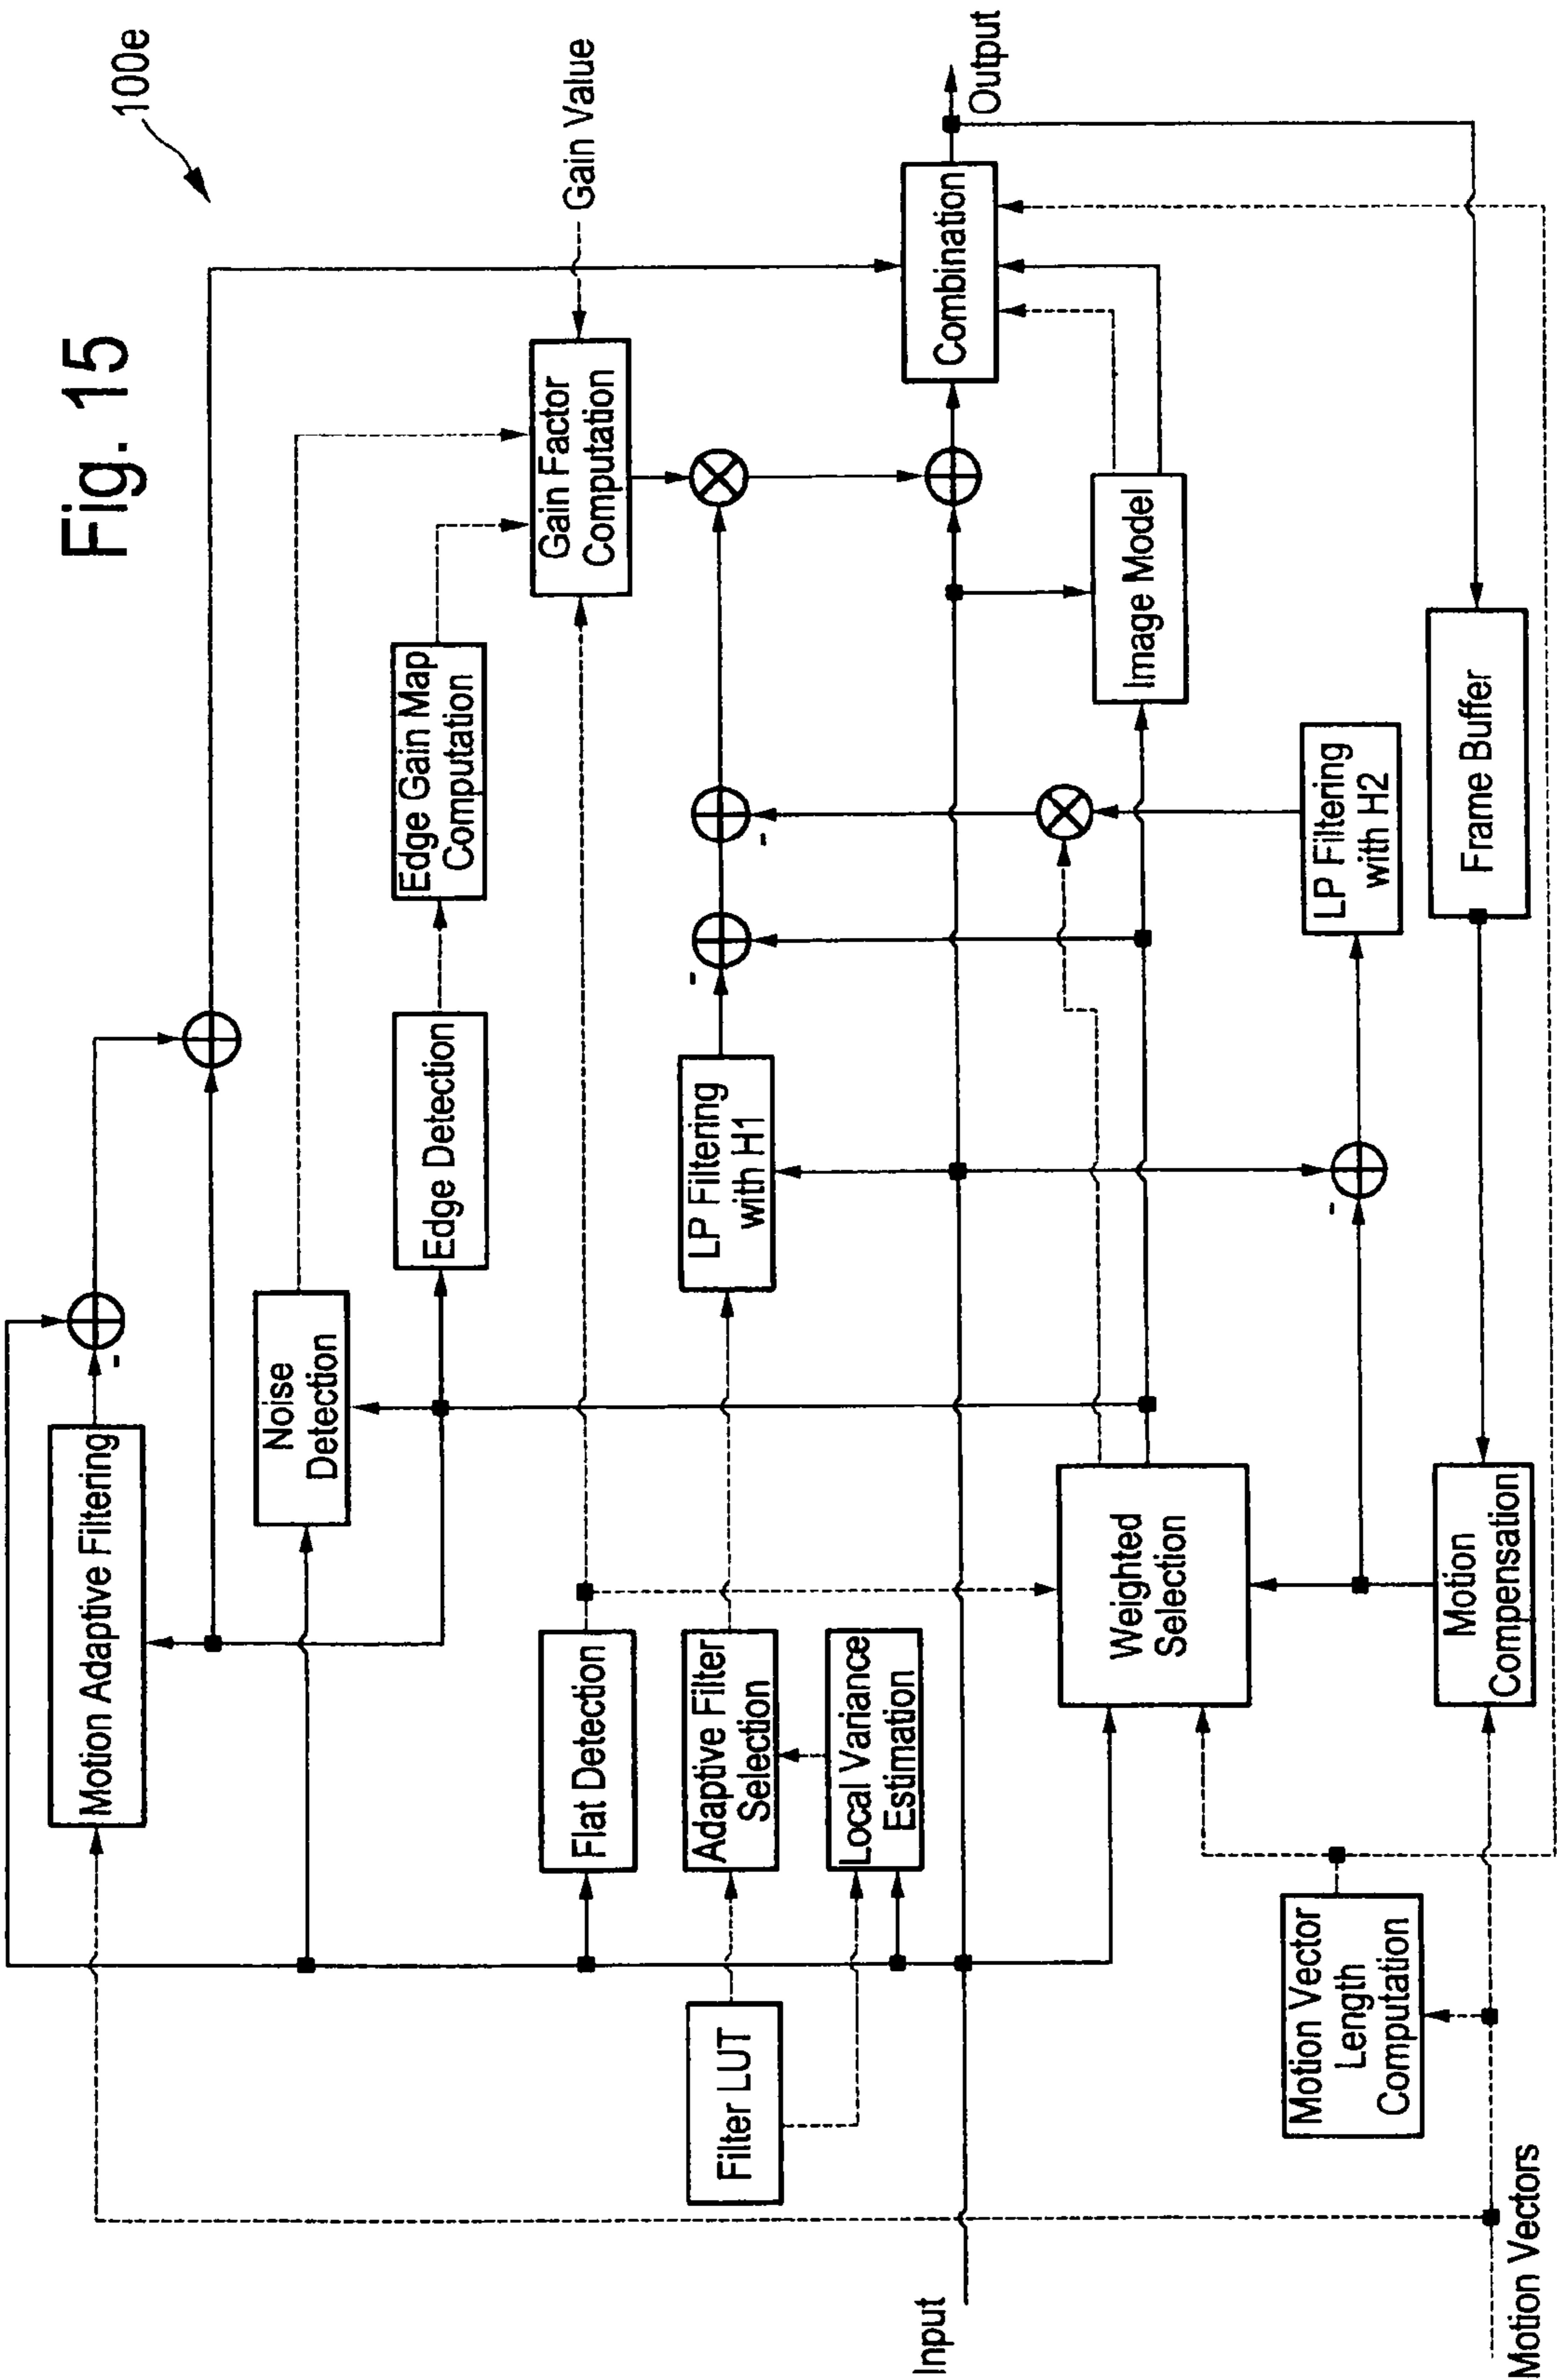 Fig. 15
100e
Motion Adaptive Filtering
-
Noise
Detection
Edge Detection
Edge Gain Map
Computation
Gain Value
Gain Factor
Computation
Flat Detection
Filter LUT
Adaptive Filter
Selection
Local Variance
Estimation
LP Filtering
with H1
-
-
Input
Combination
Output
Weighted
Selection
Image Model
Motion Vector
Length
Computation
-
LP Filtering
with H2
Motion
Compensation
Frame Buffer
Motion Vectors